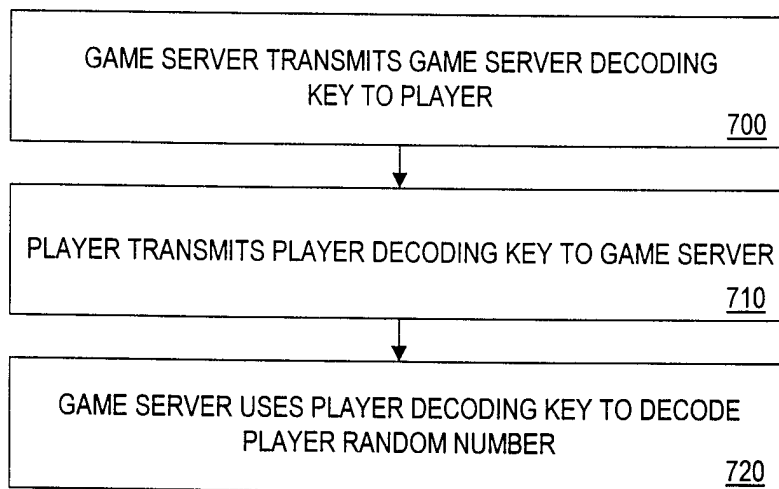 GAME SERVER TRANSMITS GAME SERVER DECODING
KEY TO PLAYER
700
PLAYER TRANSMITS PLAYER DECODING KEY TO GAME SERVER
710
GAME SERVER USES PLAYER DECODING KEY TO DECODE
PLAYER RANDOM NUMBER
720